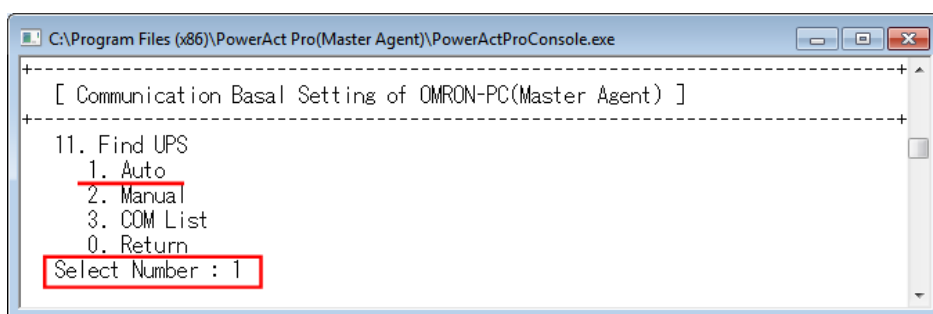 C:\Program Files (x86)\PowerAct Pro(Master Agent)\PowerActProConsole.exe
+------------------------------------------------------------------------------+
[ Communication Basal Setting of OMRON-PC(Master Agent) ]
+------------------------------------------------------------------------------+
11. Find UPS
1. Auto
2. Manual
3. COM List
0. Return
Select Number : 1